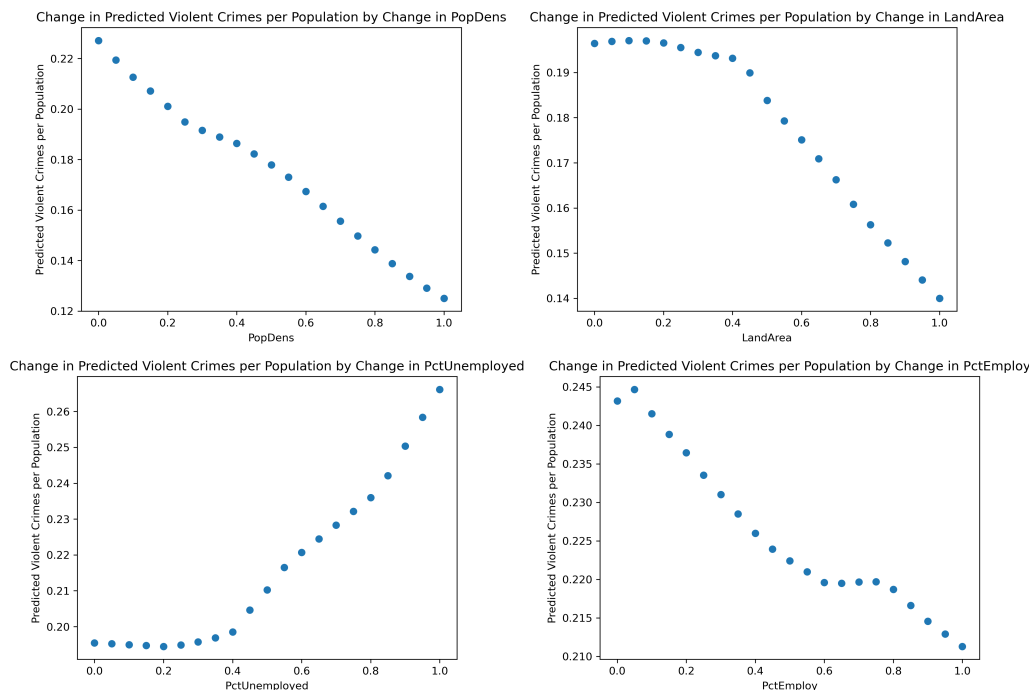 Change in Predicted Violent Crimes per Population by Change in PopDens
Predicted Violent Crimes per Population
0.22
0.20
0.18
0.16
0.14
0.12
0.0 0.2 0.4 0.6 0.8 1.0
PopDens
Change in Predicted Violent Crimes per Population by Change in LandArea
Predicted Violent Crimes per Population
0.19
0.18
0.17
0.16
0.15
0.14
0.0 0.2 0.4 0.6 0.8 1.0
LandArea
Change in Predicted Violent Crimes per Population by Change in PctUnemployed
Predicted Violent Crimes per Population
0.26
0.25
0.24
0.23
0.22
0.21
0.20
0.0 0.2 0.4 0.6 0.8 1.0
PctUnemployed
Change in Predicted Violent Crimes per Population by Change in PctEmploy
Predicted Violent Crimes per Population
0.245
0.240
0.235
0.230
0.225
0.220
0.215
0.210
0.0 0.2 0.4 0.6 0.8 1.0
PctEmploy